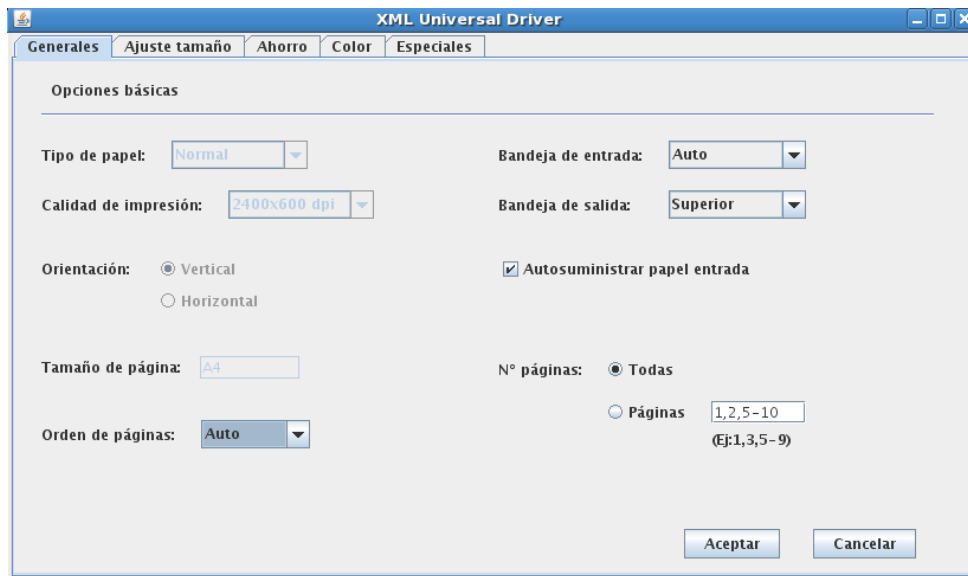 XML Universal Driver
Generales Ajuste tamaño Ahorro Color Especiales
Opciones básicas
Tipo de papel: Normal
Bandeja de entrada: Auto
Calidad de impresión: 2400x600 dpi
Bandeja de salida: Superior
Orientación: Vertical
Horizontal
Autosuministrar papel entrada
Tamaño de página: A4
Nº páginas: Todas
Páginas 1,2,5-10
(Ej:1,3,5-9)
Orden de páginas: Auto
Aceptar Cancelar